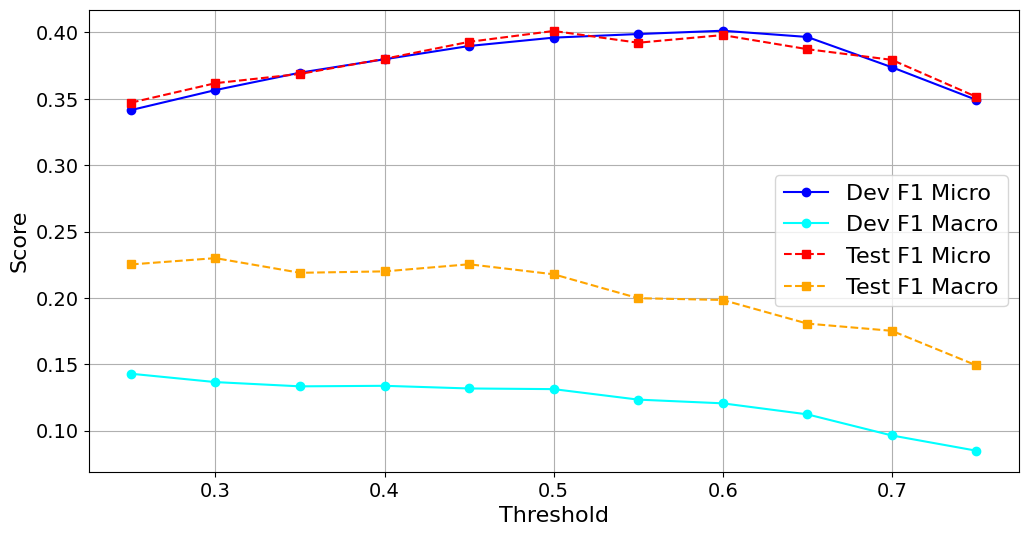 0.40
0.35
0.30
0.25
0.20
0.15
0.10
Score
Dev F1 Micro
Dev F1 Macro
Test F1 Micro
Test F1 Macro
0.3 0.4 0.5 0.6 0.7
Threshold